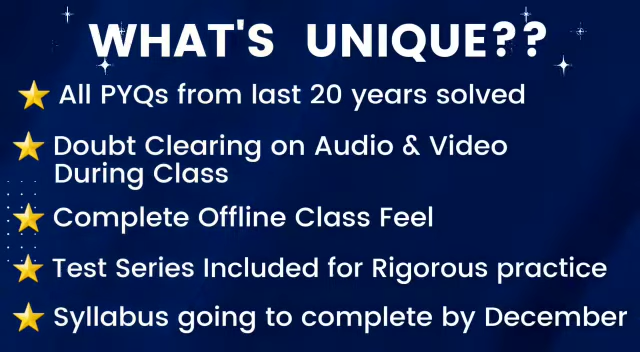 WHAT'S UNIQUE??
⭐ All PYQs from last 20 years solved
⭐ Doubt Clearing on Audio & Video
During Class
⭐ Complete Offline Class Feel
⭐ Test Series Included for Rigorous practice
⭐ Syllabus going to complete by December